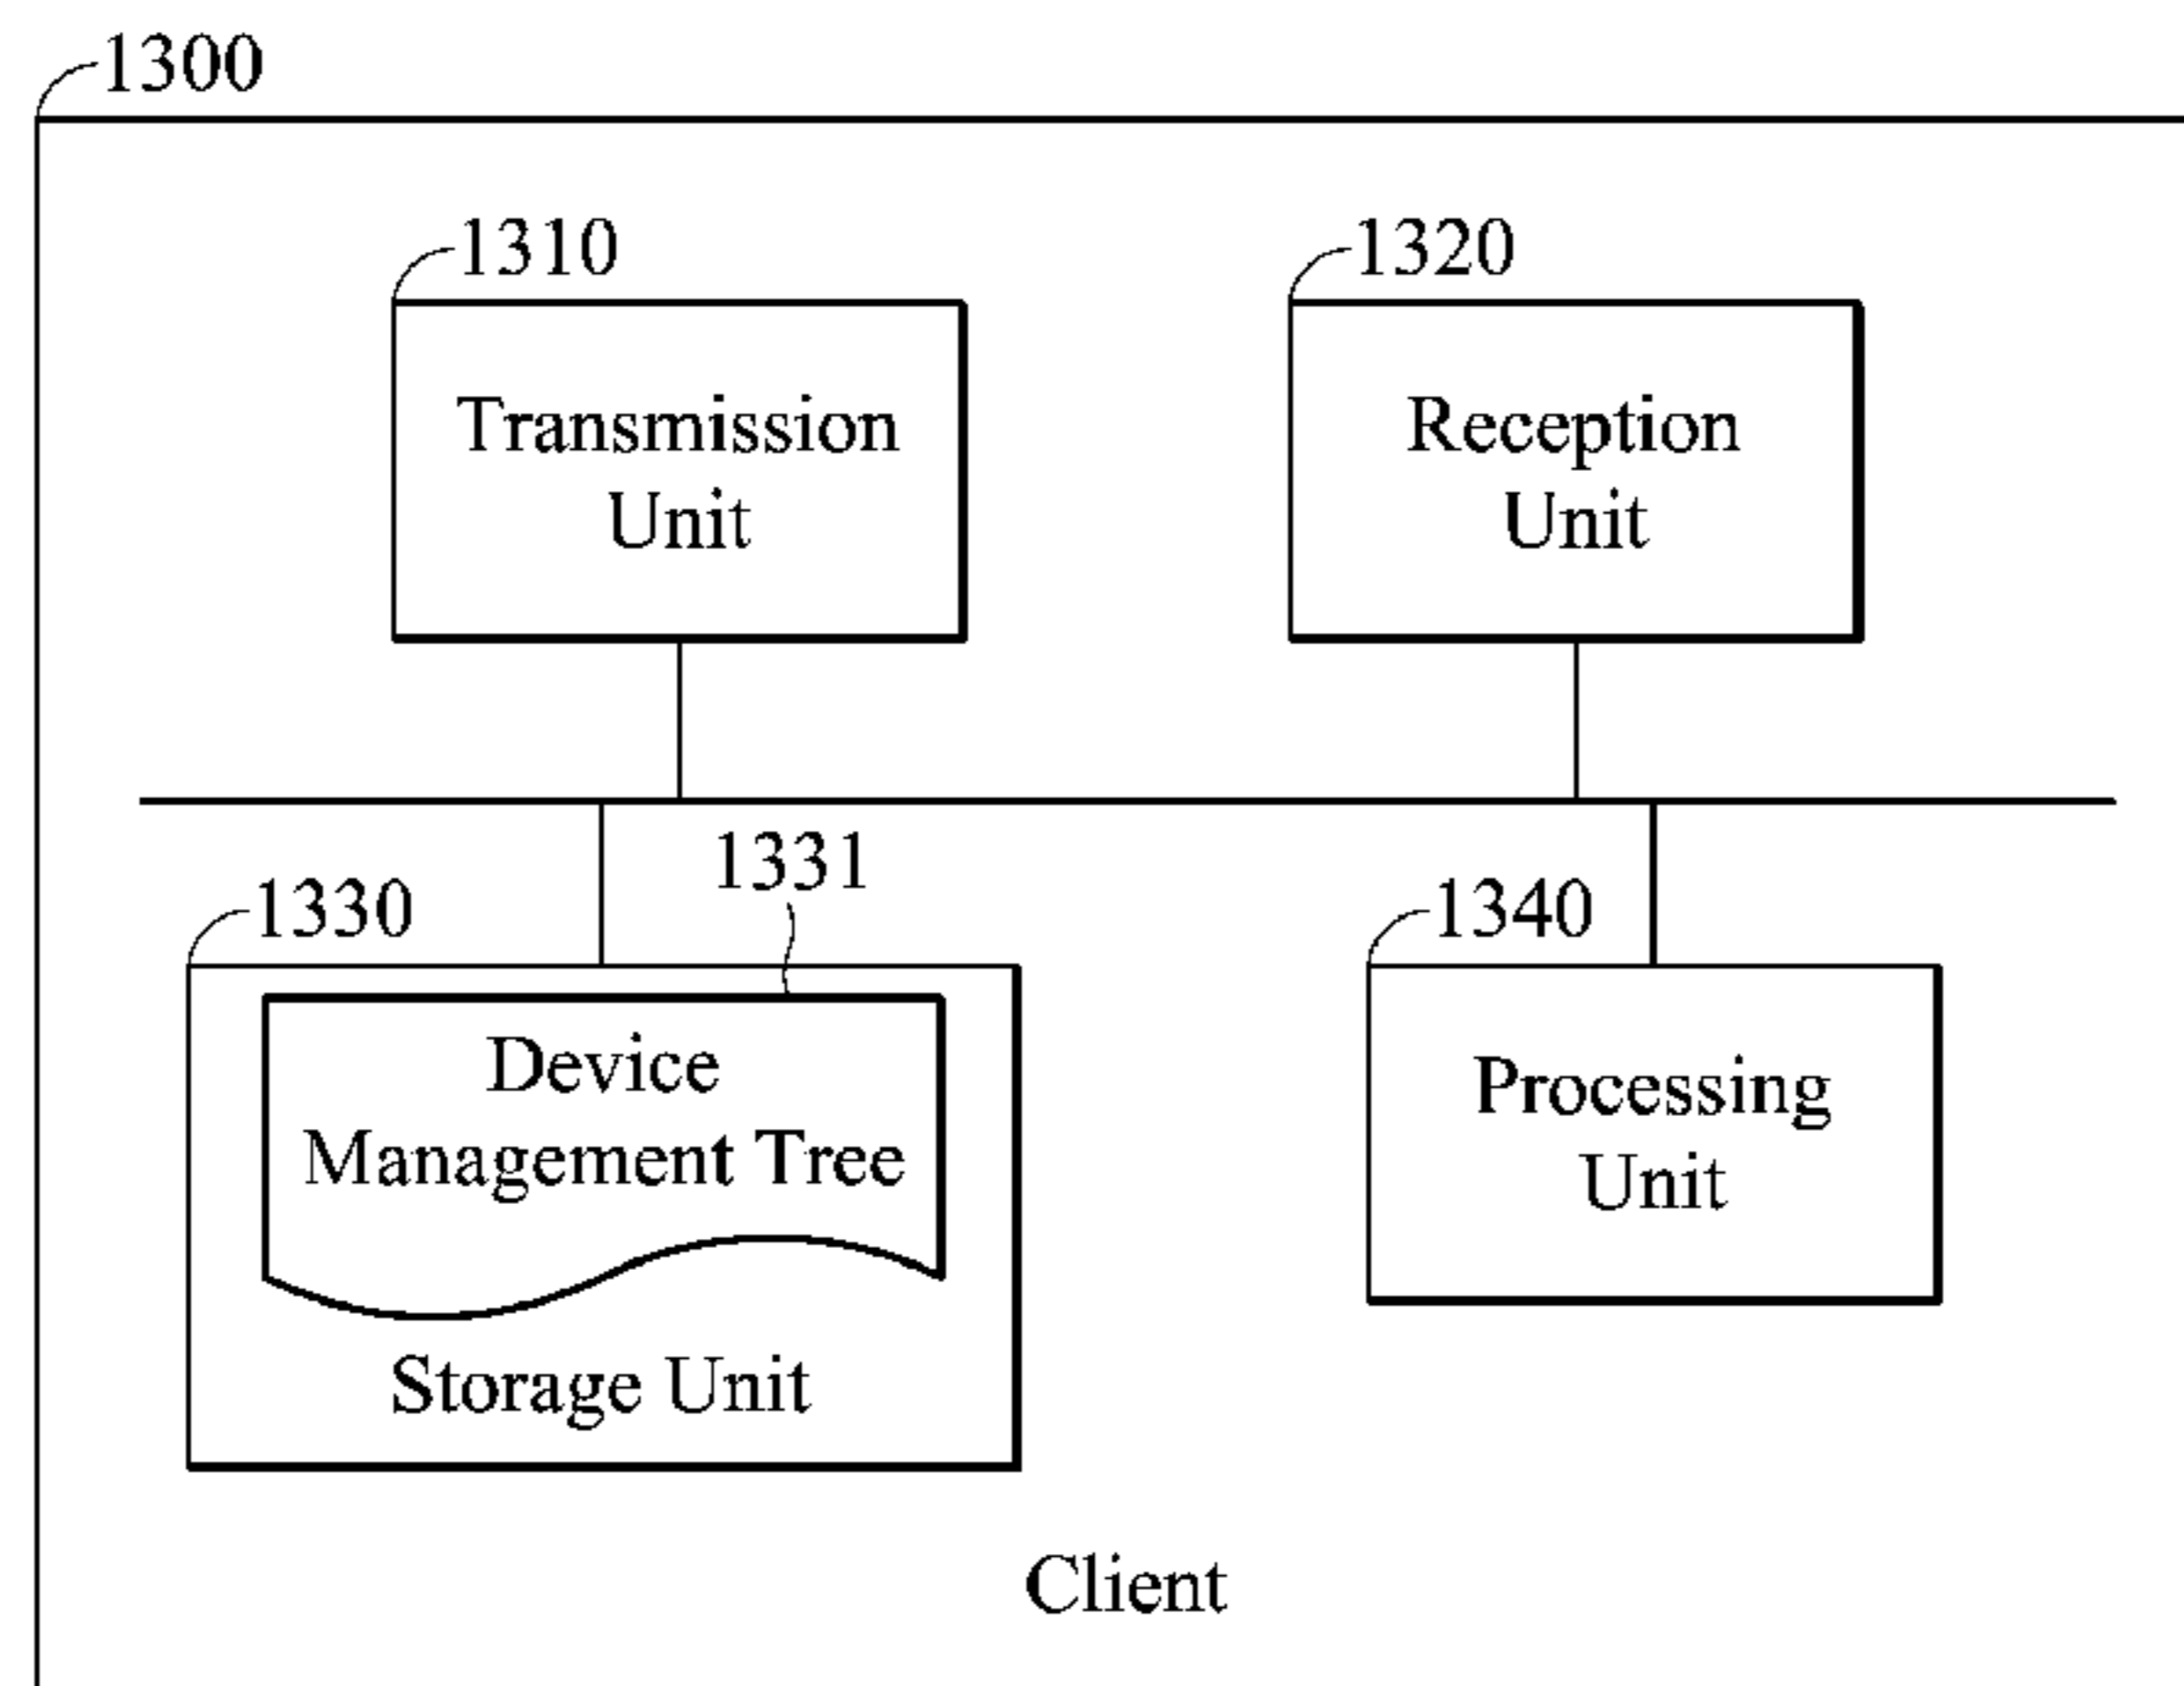 1300
1310
Transmission
Unit
1320
Reception
Unit
1330
1331
Device
Management Tree
Storage Unit
1340
Processing
Unit
Client